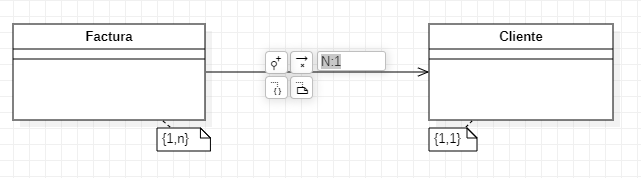 Factura
Cliente
N:1
{1,n}
{1,1}